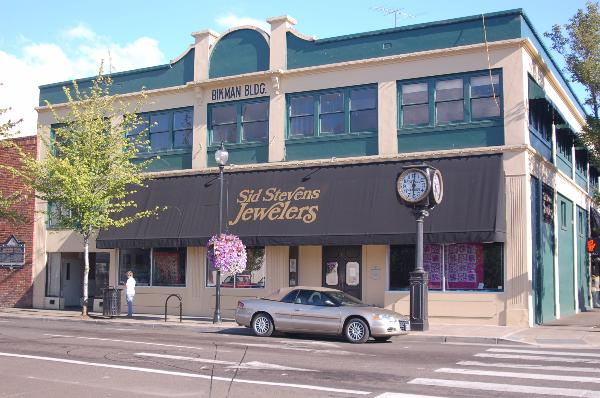 BIKMAN BLDG.
Sid Stevens
Jewelers